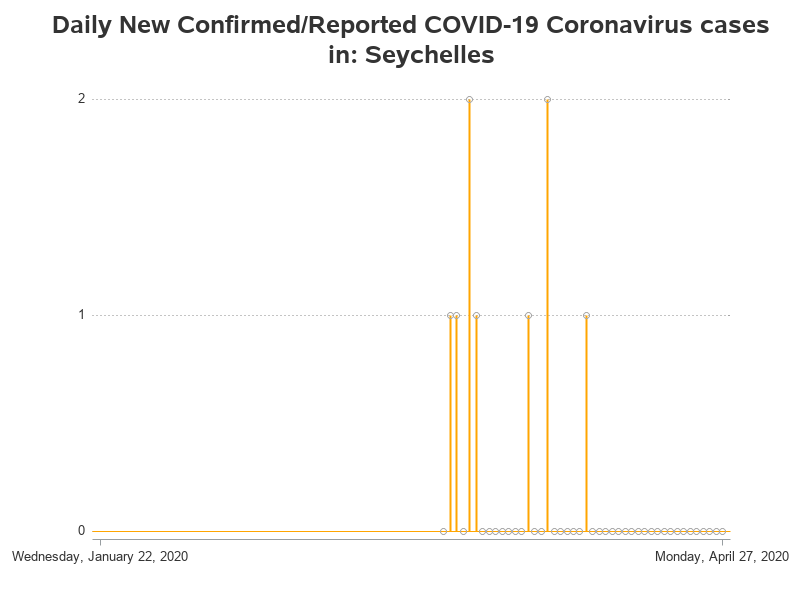 Daily New Confirmed/Reported COVID-19 Coronavirus cases
in: Seychelles
2
1
0
Wednesday, January 22, 2020
Monday, April 27, 2020